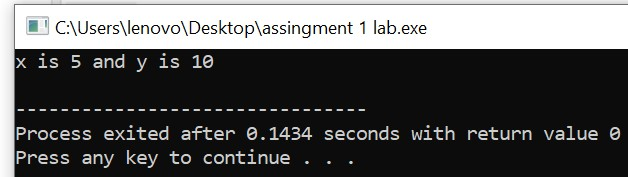 C:\Users\lenovo\Desktop\assingment 1 lab.exe
x is 5 and y is 10
--------------------------------
Process exited after 0.1434 seconds with return value 0
Press any key to continue . . .